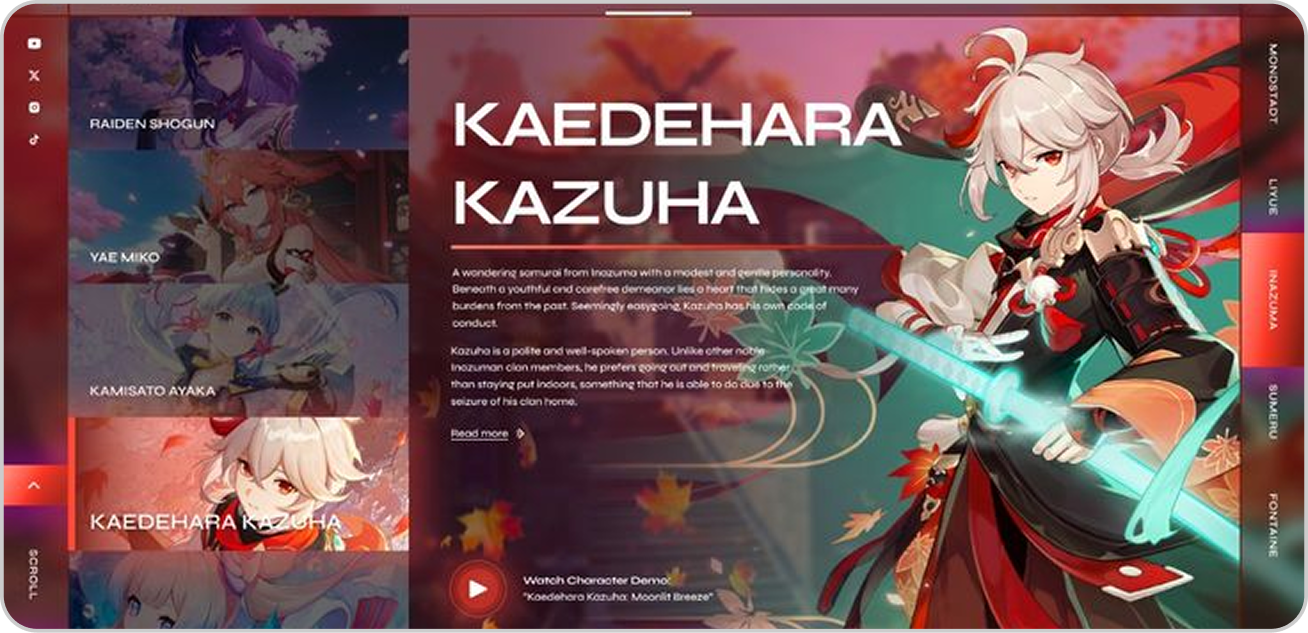 RAIDEN SHOGUN
YAE MIKO
KAMISATO AYAKA
KAEDEHARA KAZUHA
SCROLL
KAEDEHARA
KAZUHA
A wondering samurai from Inazuma with a modest and gentle personality.
Beneath a youthful and carefree demeanor lies a heart that hides a great many
burdens from the past. Seemingly easygoing, Kazuha has his own code of
conduct.
Kazuha is a polite and well-spoken person. Unlike other noble
Inazuman clan members, he prefers going out and traveling rather
than staying put indoors, something that he is able to do due to the
seizure of his clan home.
Read more
Watch Character Demo:
"Kaedehara Kazuha: Moonlit Breeze"
MONDSTADT
LIYUE
INAZUMA
SUMERU
FONTAINE